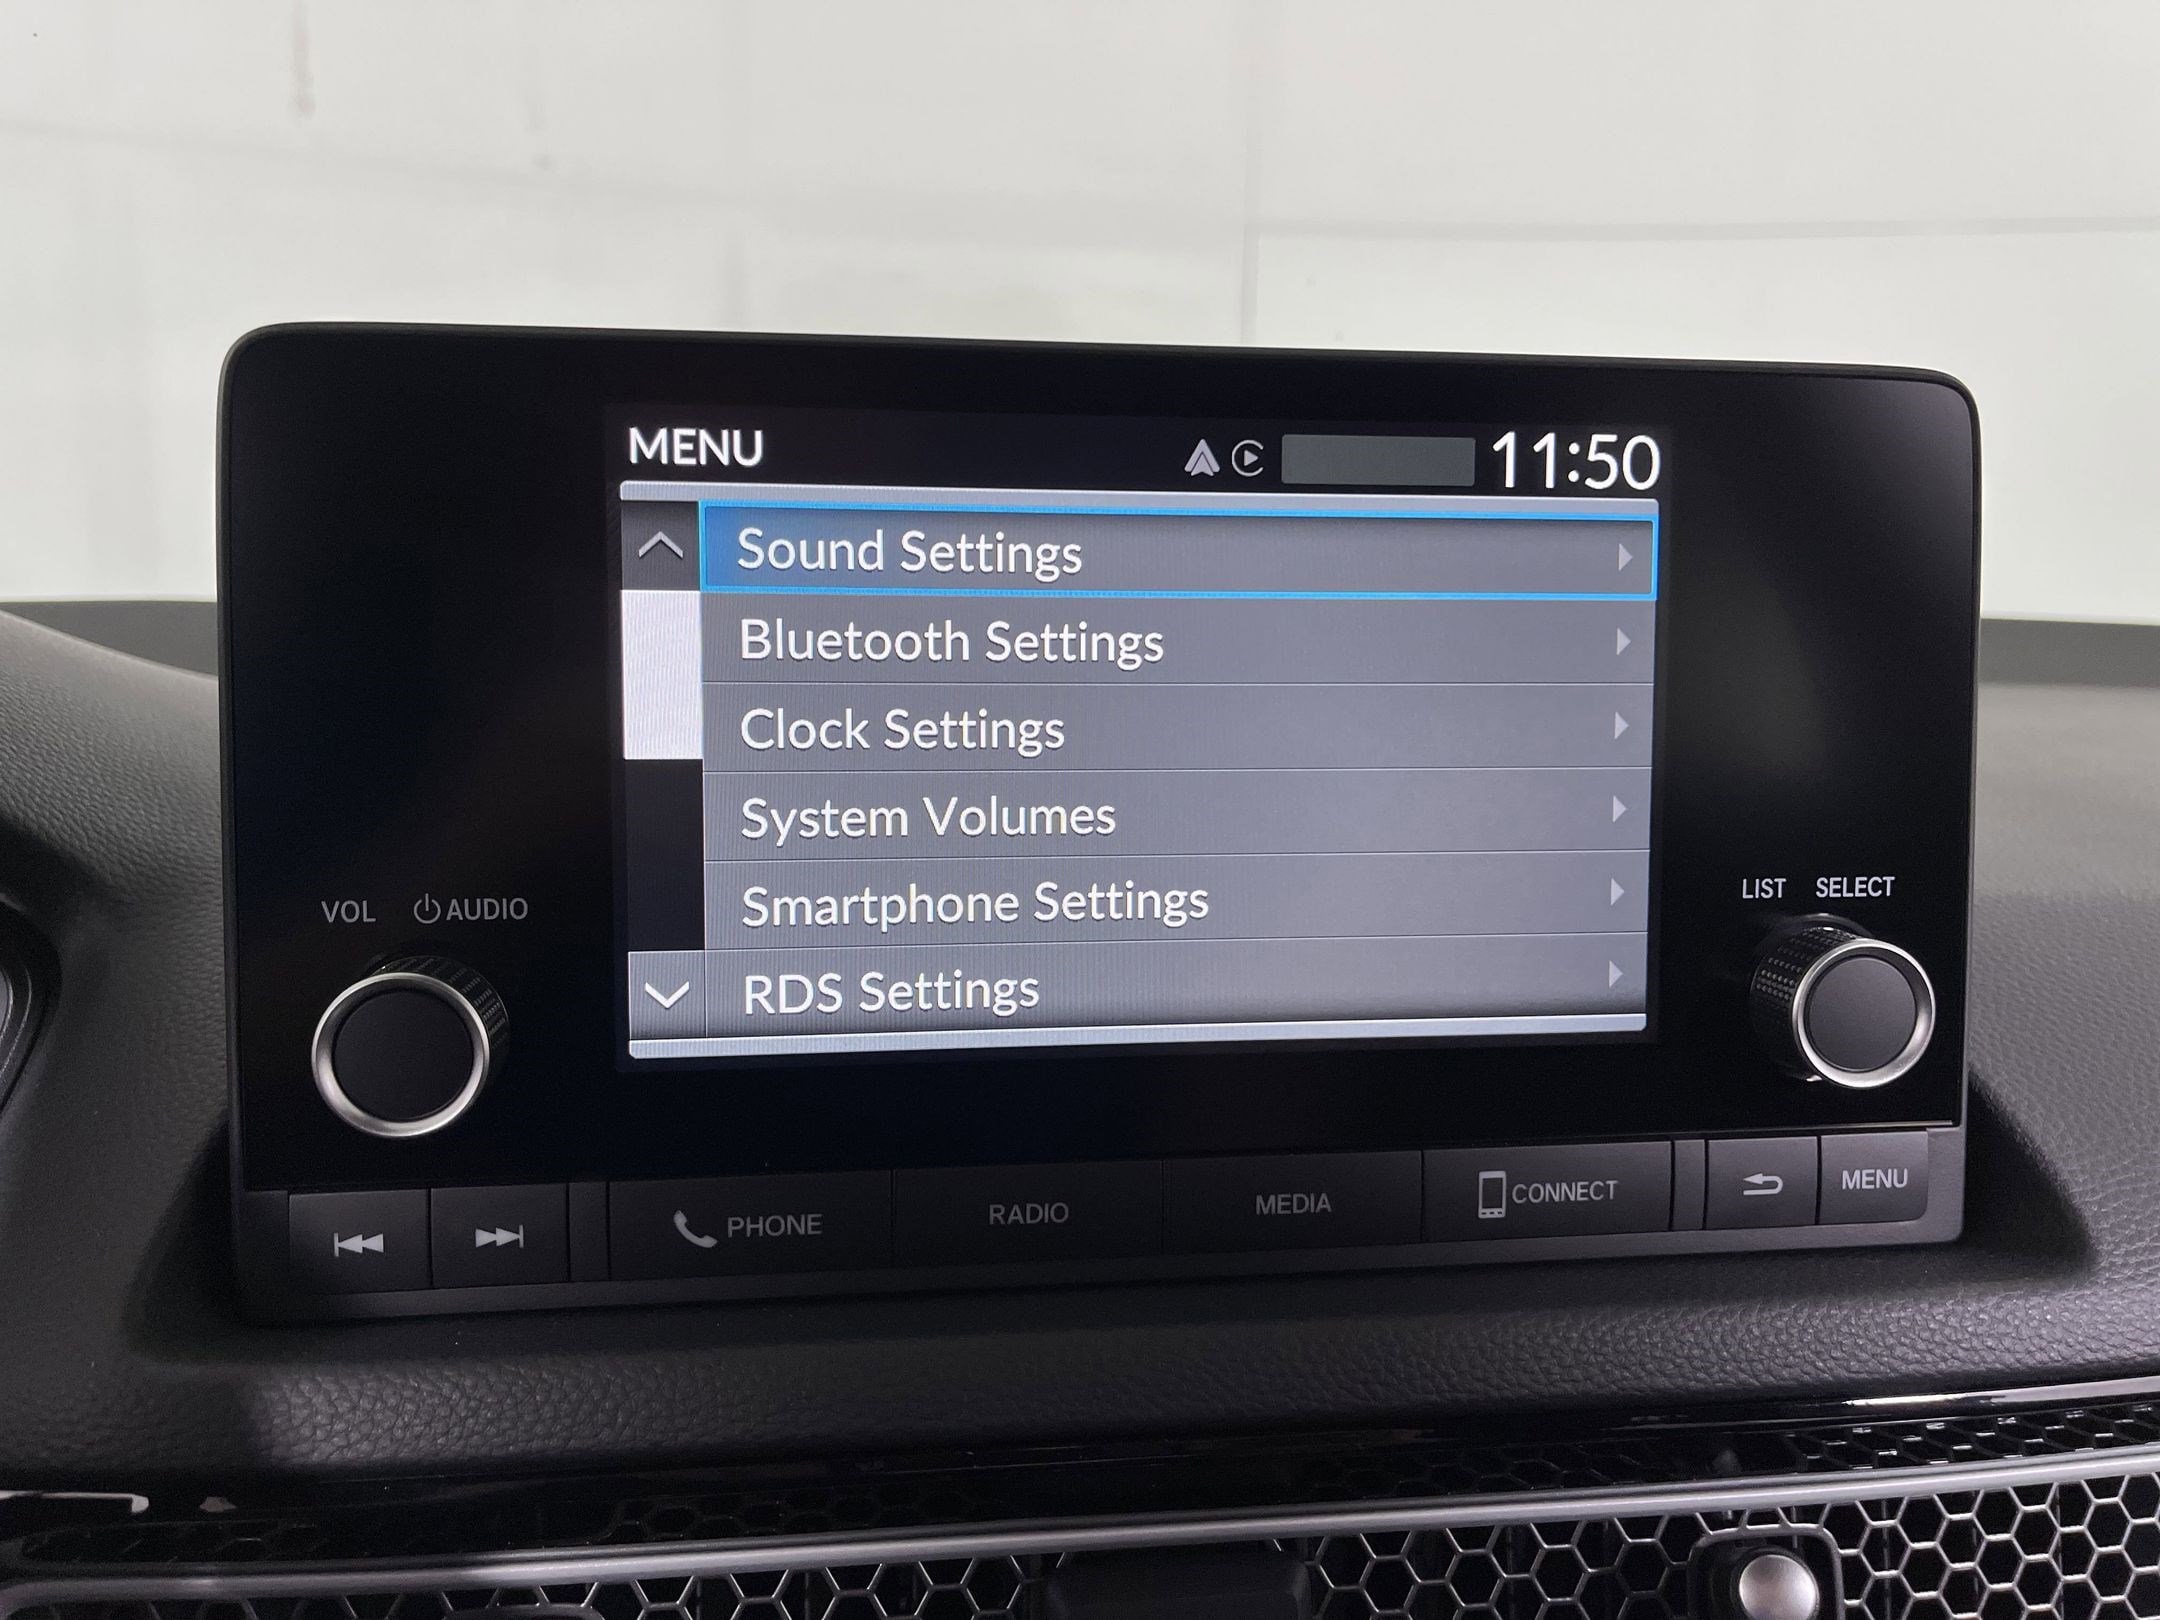 MENU 11:50
Sound Settings
Bluetooth Settings
Clock Settings
System Volumes
Smartphone Settings
RDS Settings
VOL AUDIO
LIST SELECT
PHONE RADIO MEDIA CONNECT MENU